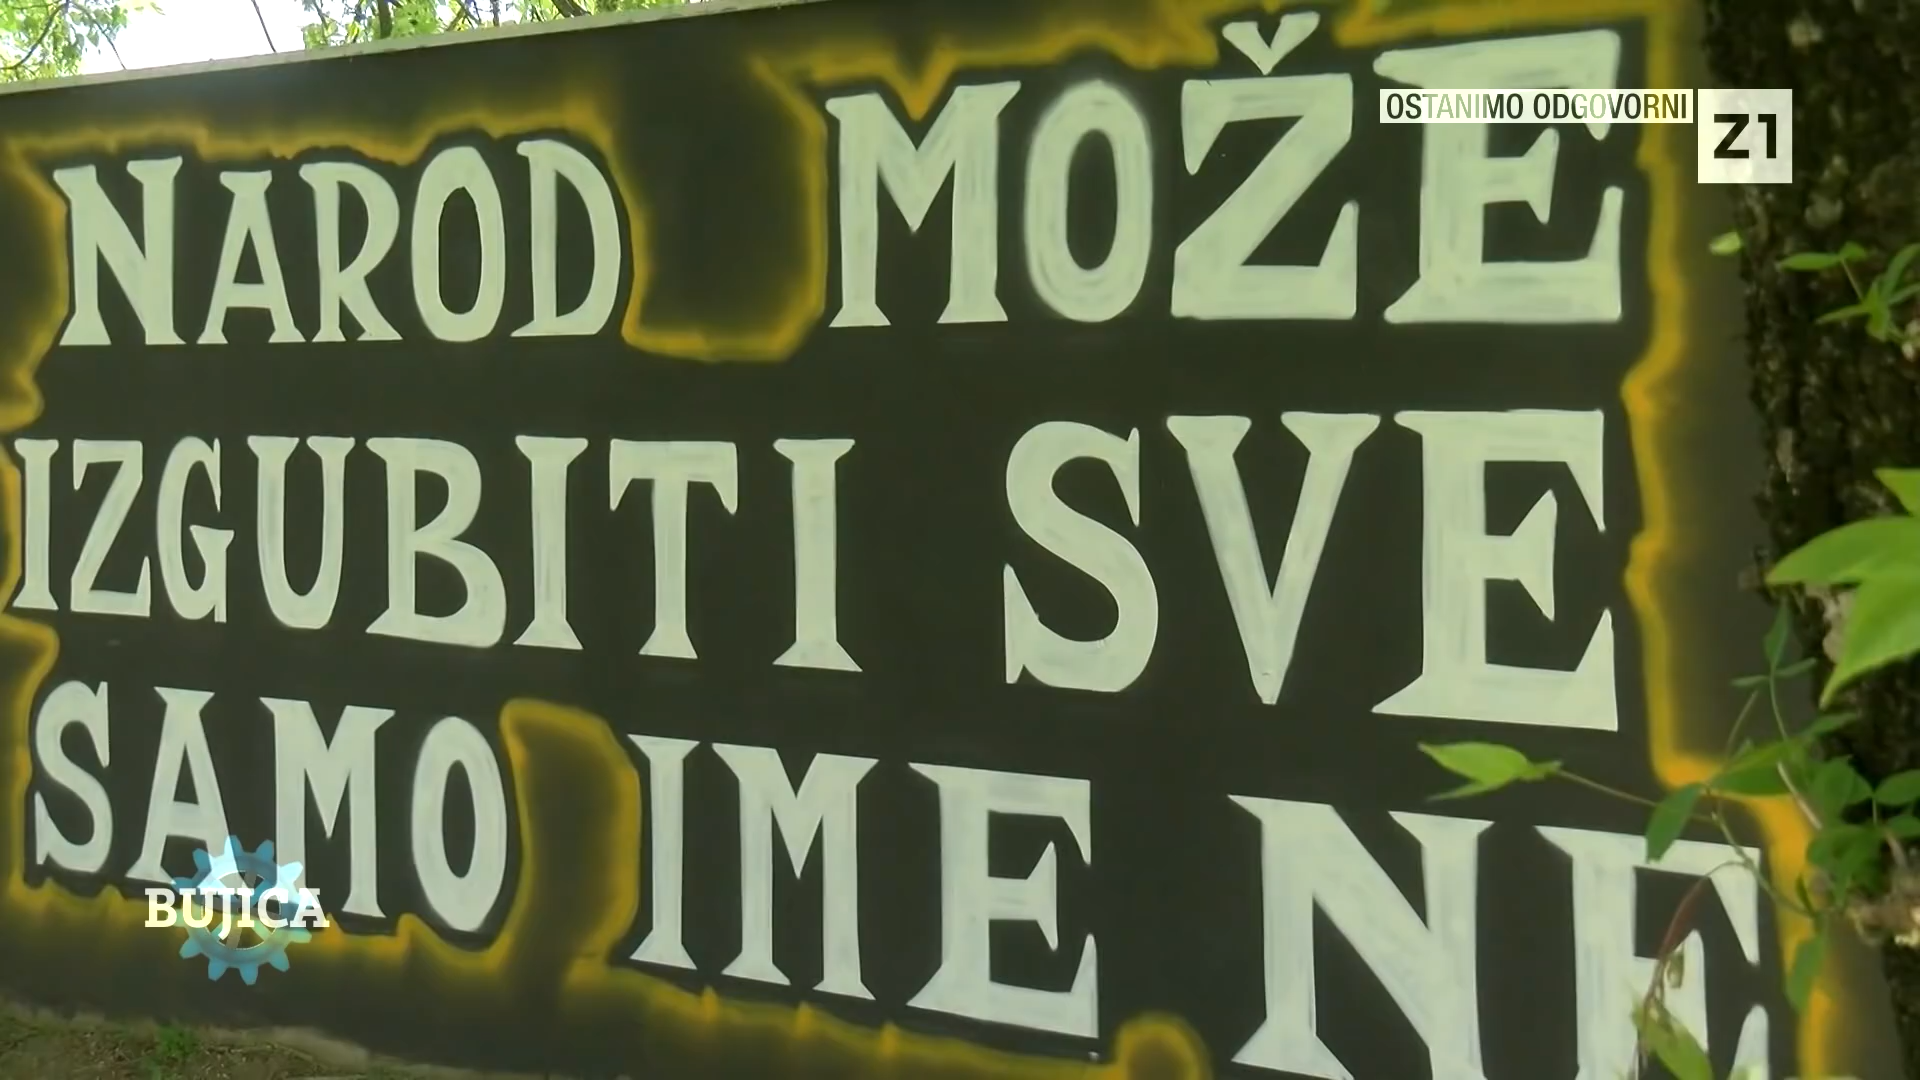 NAROD MOŽE
IZGUBITI SVE
SAMO IME NE
OSTANIMO ODGOVORNI
Z1
BUJICA